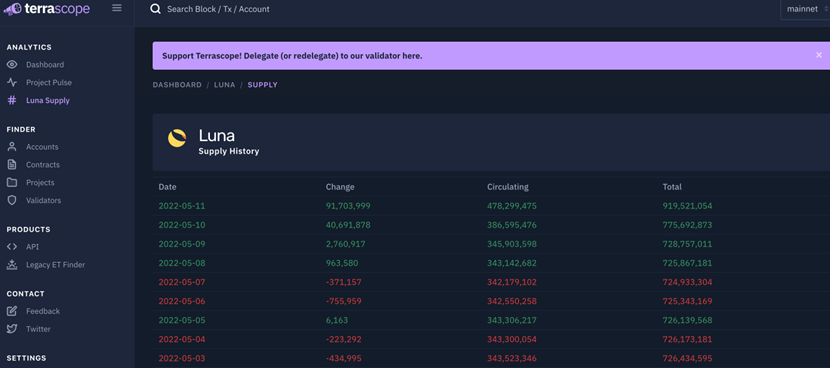 terrascope
Search Block / Tx / Account
mainnet
ANALYTICS
Dashboard
Project Pulse
Luna Supply
FINDER
Accounts
Contracts
Projects
Validators
PRODUCTS
API
Legacy ET Finder
CONTACT
Feedback
Twitter
SETTINGS
Support Terrascope! Delegate (or redelegate) to our validator here. ×
DASHBOARD / LUNA / SUPPLY
Luna
Supply History
Date Change Circulating Total
2022-05-11 91,703,999 478,299,475 919,521,054
2022-05-10 40,691,878 386,595,476 775,692,873
2022-05-09 2,760,917 345,903,598 728,757,011
2022-05-08 963,580 343,142,682 725,867,181
2022-05-07 -371,157 342,179,102 724,933,304
2022-05-06 -755,959 342,550,258 725,343,169
2022-05-05 6,163 343,306,217 726,139,568
2022-05-04 -223,292 343,300,054 726,173,181
2022-05-03 -434,995 343,523,346 726,434,595